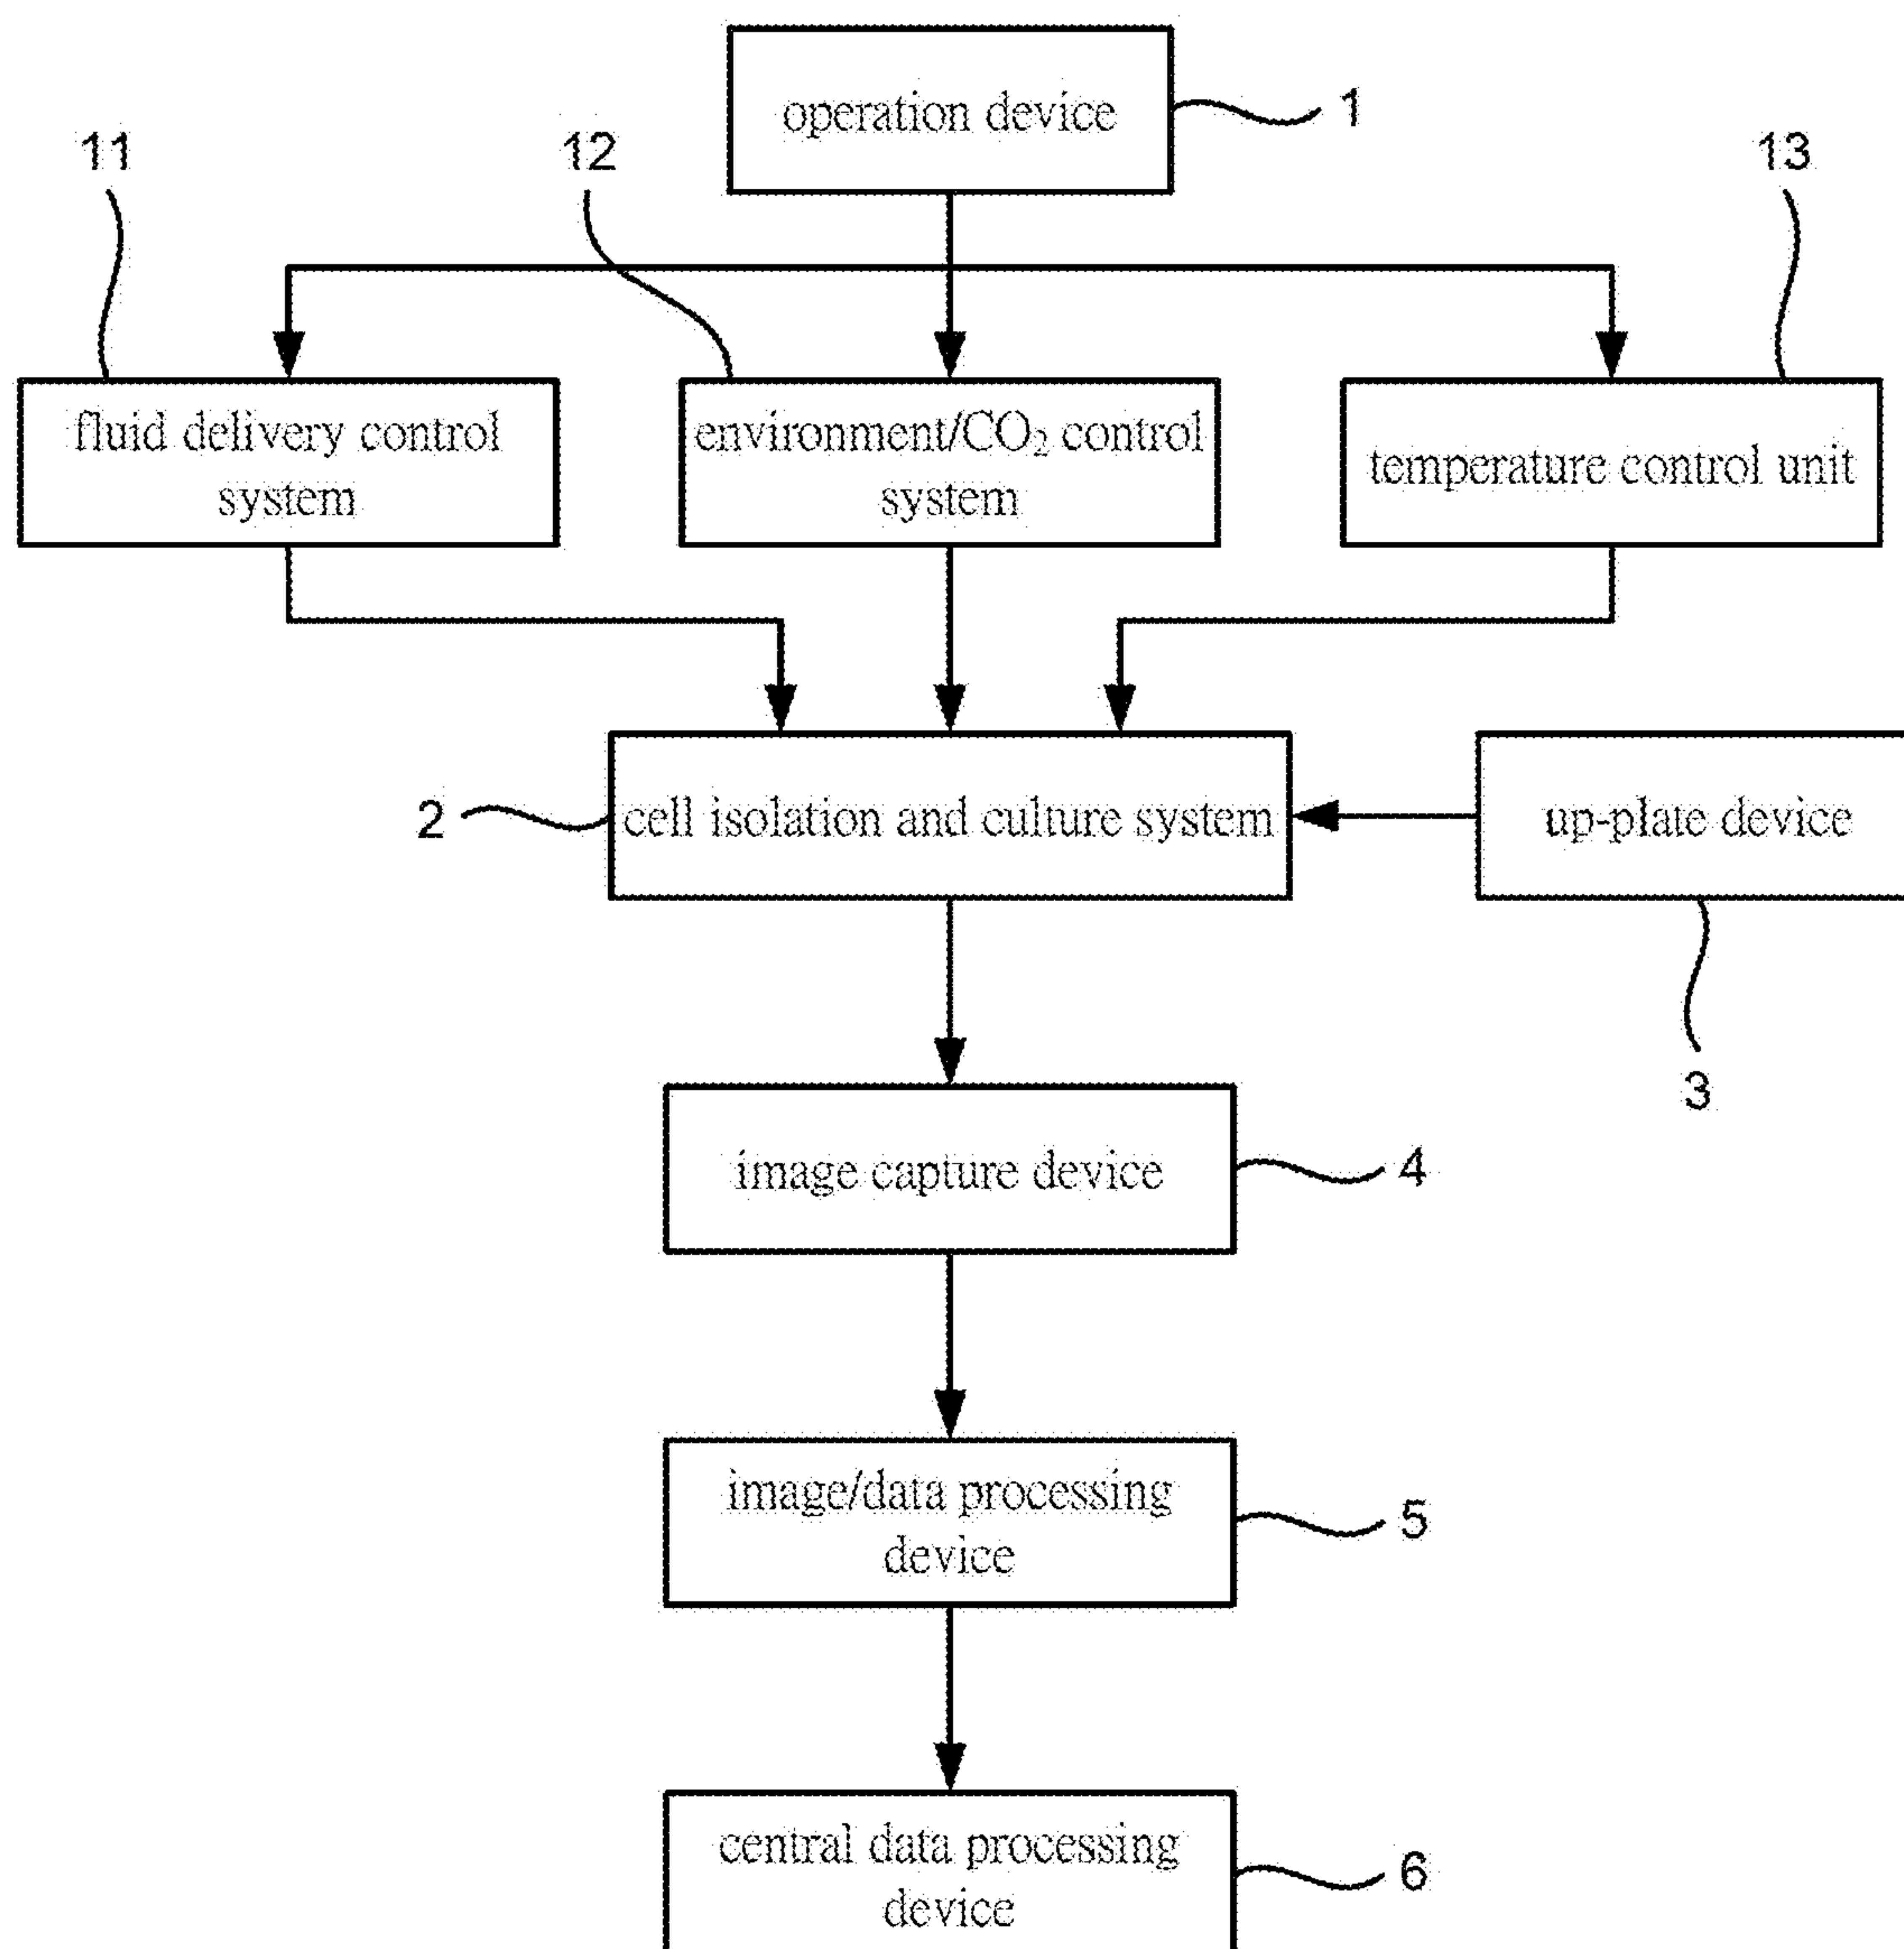 operation device
1
11
12
13
fluid delivery control
system
environment/CO₂ control
system
temperature control unit
2
cell isolation and culture system
up-plate device
3
image capture device
4
image/data processing
device
5
central data processing
device
6